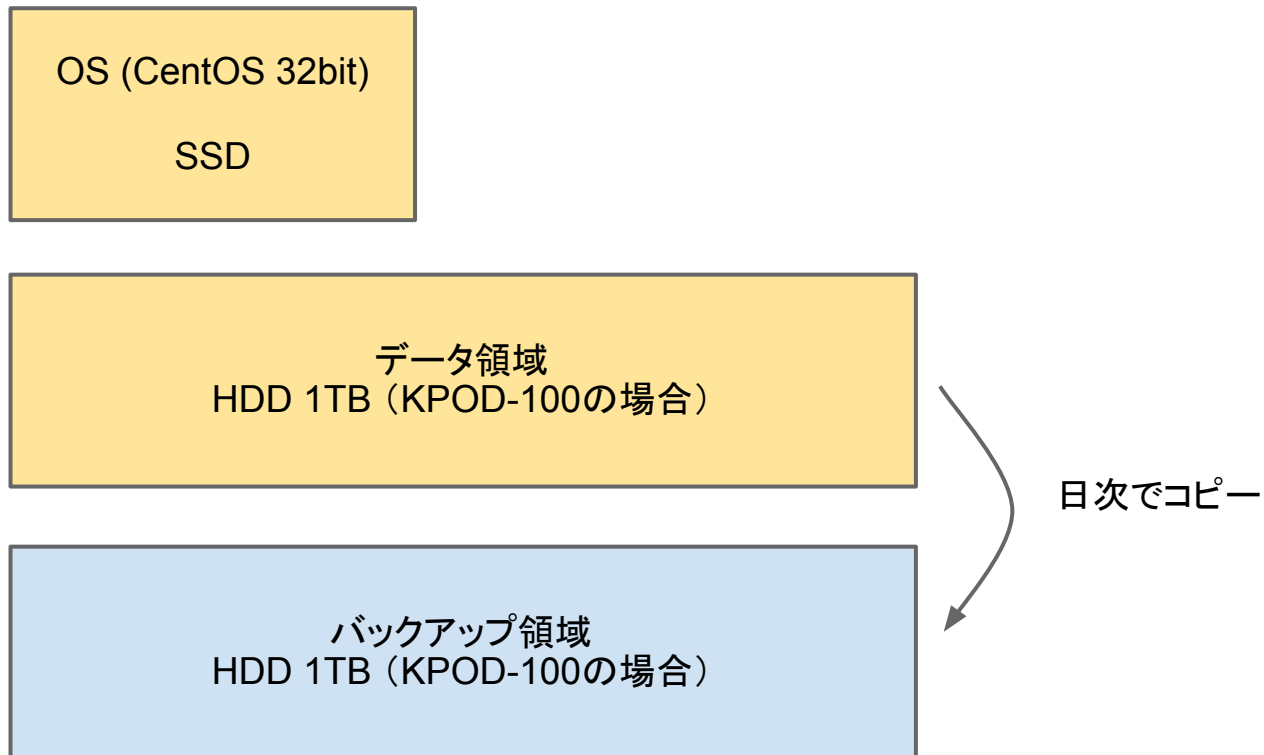 OS (CentOS 32bit)
SSD
データ領域
HDD 1TB（KPOD-100の場合）
日次でコピー
バックアップ領域
HDD 1TB（KPOD-100の場合）